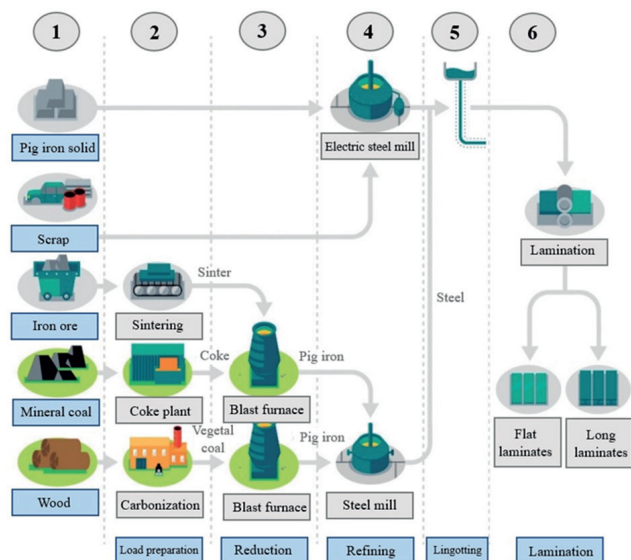 1 2 3 4 5 6
Pig iron solid
Electric steel mill
Scrap
Lamination
Sinter
Steel
Iron ore
Sintering
Coke
Pig iron
Mineral coal
Coke plant
Blast furnace
Flat
laminates
Long
laminates
Vegetal
coal
Pig iron
Wood
Carbonization
Blast furnace
Steel mill
Load preparation
Reduction
Refining
Lingotting
Lamination